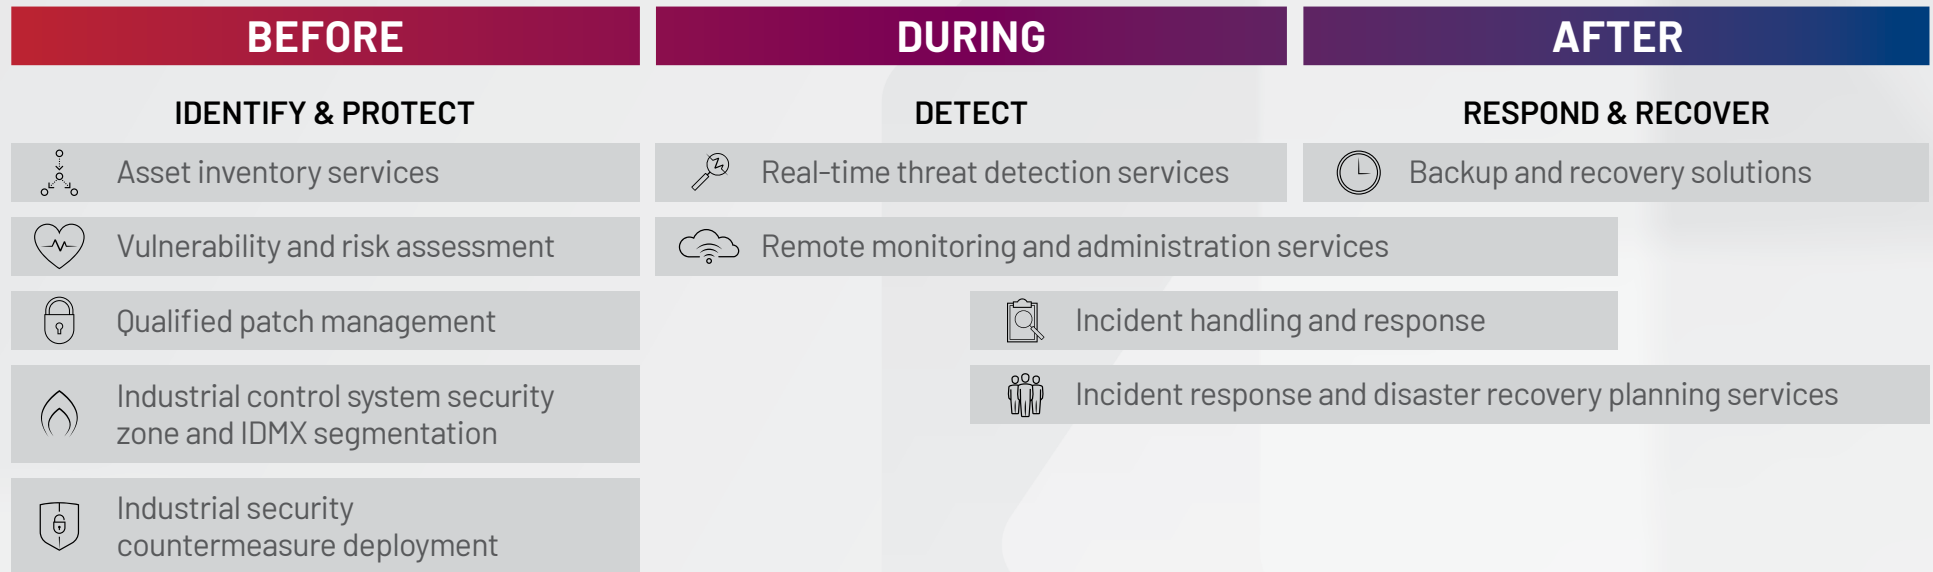 BEFORE
DURING
AFTER
IDENTIFY & PROTECT
DETECT
RESPOND & RECOVER
Asset inventory services
Real-time threat detection services
Backup and recovery solutions
Vulnerability and risk assessment
Remote monitoring and administration services
Qualified patch management
Incident handling and response
Industrial control system security
zone and IDMX segmentation
Incident response and disaster recovery planning services
Industrial security
countermeasure deployment